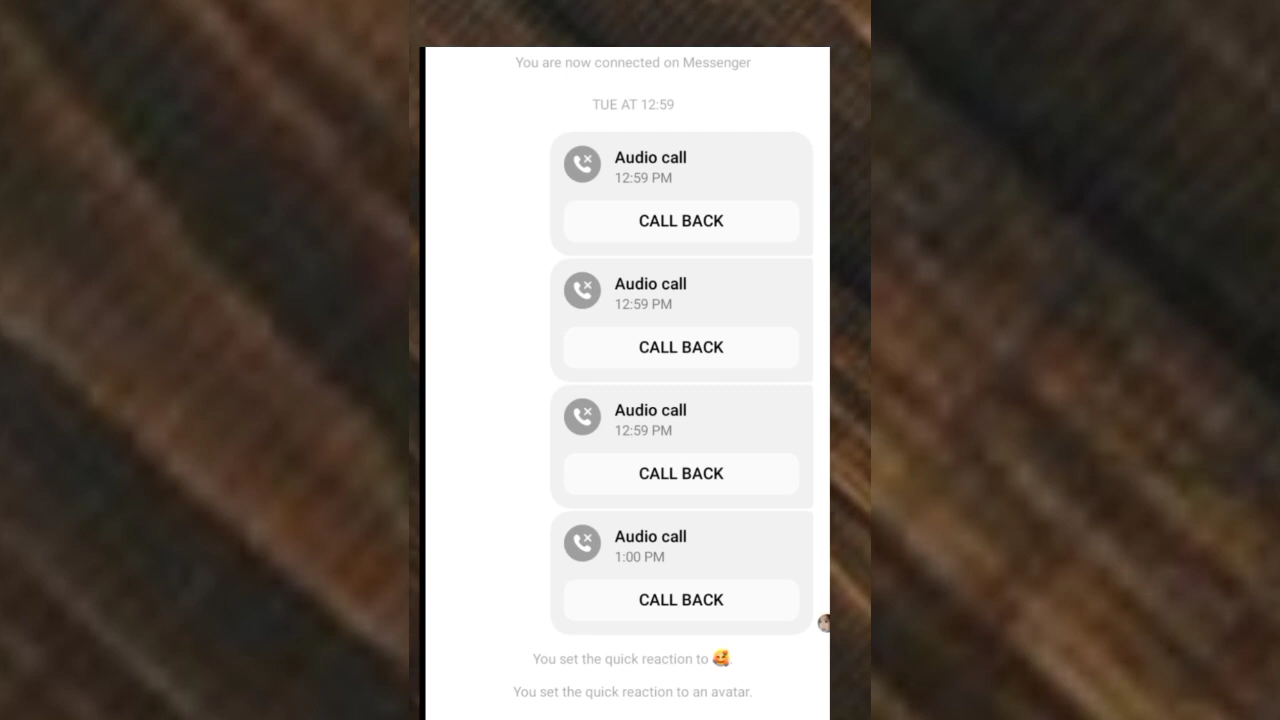 You are now connected on Messenger
TUE AT 12:59
Audio call
12:59 PM
CALL BACK
Audio call
12:59 PM
CALL BACK
Audio call
12:59 PM
CALL BACK
Audio call
1:00 PM
CALL BACK
You set the quick reaction to 🥰.
You set the quick reaction to an avatar.